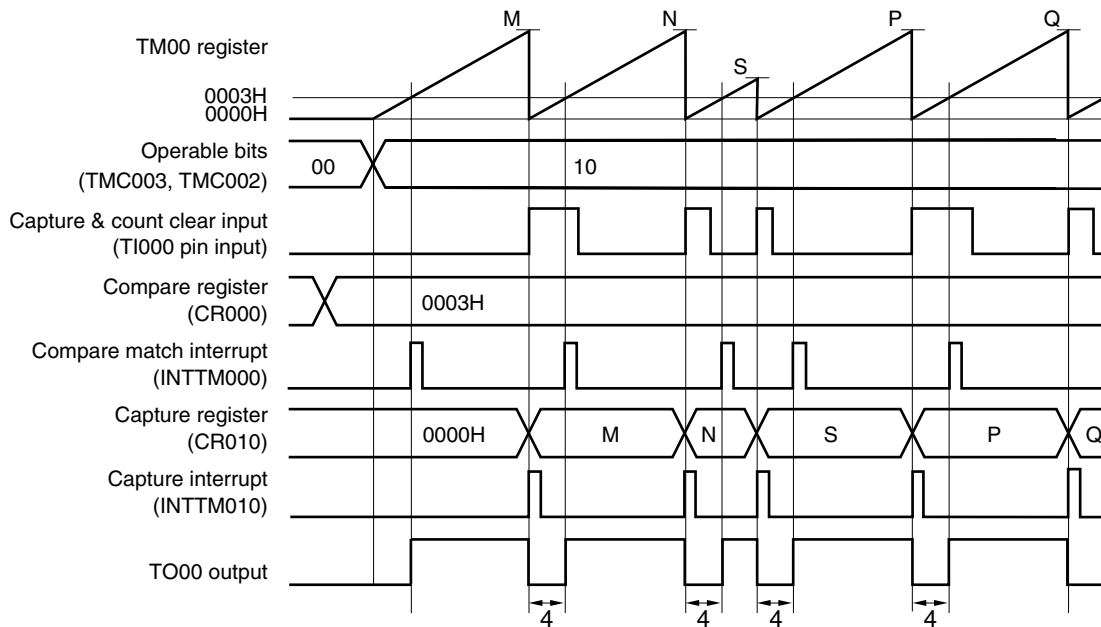 M N P Q
TM00 register
S
0003H
0000H
Operable bits
(TMC003, TMC002)
00 10
Capture & count clear input
(TI000 pin input)
Compare register
(CR000)
0003H
Compare match interrupt
(INTTM000)
Capture register
(CR010)
0000H M N S P Q
Capture interrupt
(INTTM010)
TO00 output
4 4 4 4